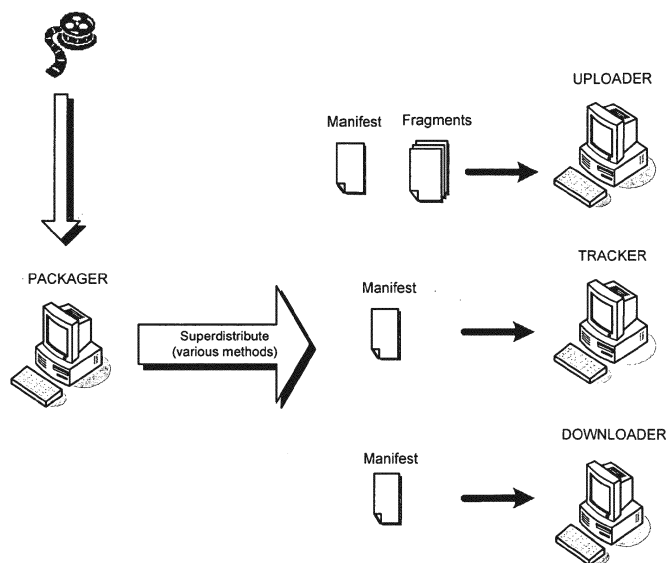 UPLOADER
Manifest Fragments
TRACKER
PACKAGER
Manifest
Superdistribute
(various methods)
DOWNLOADER
Manifest